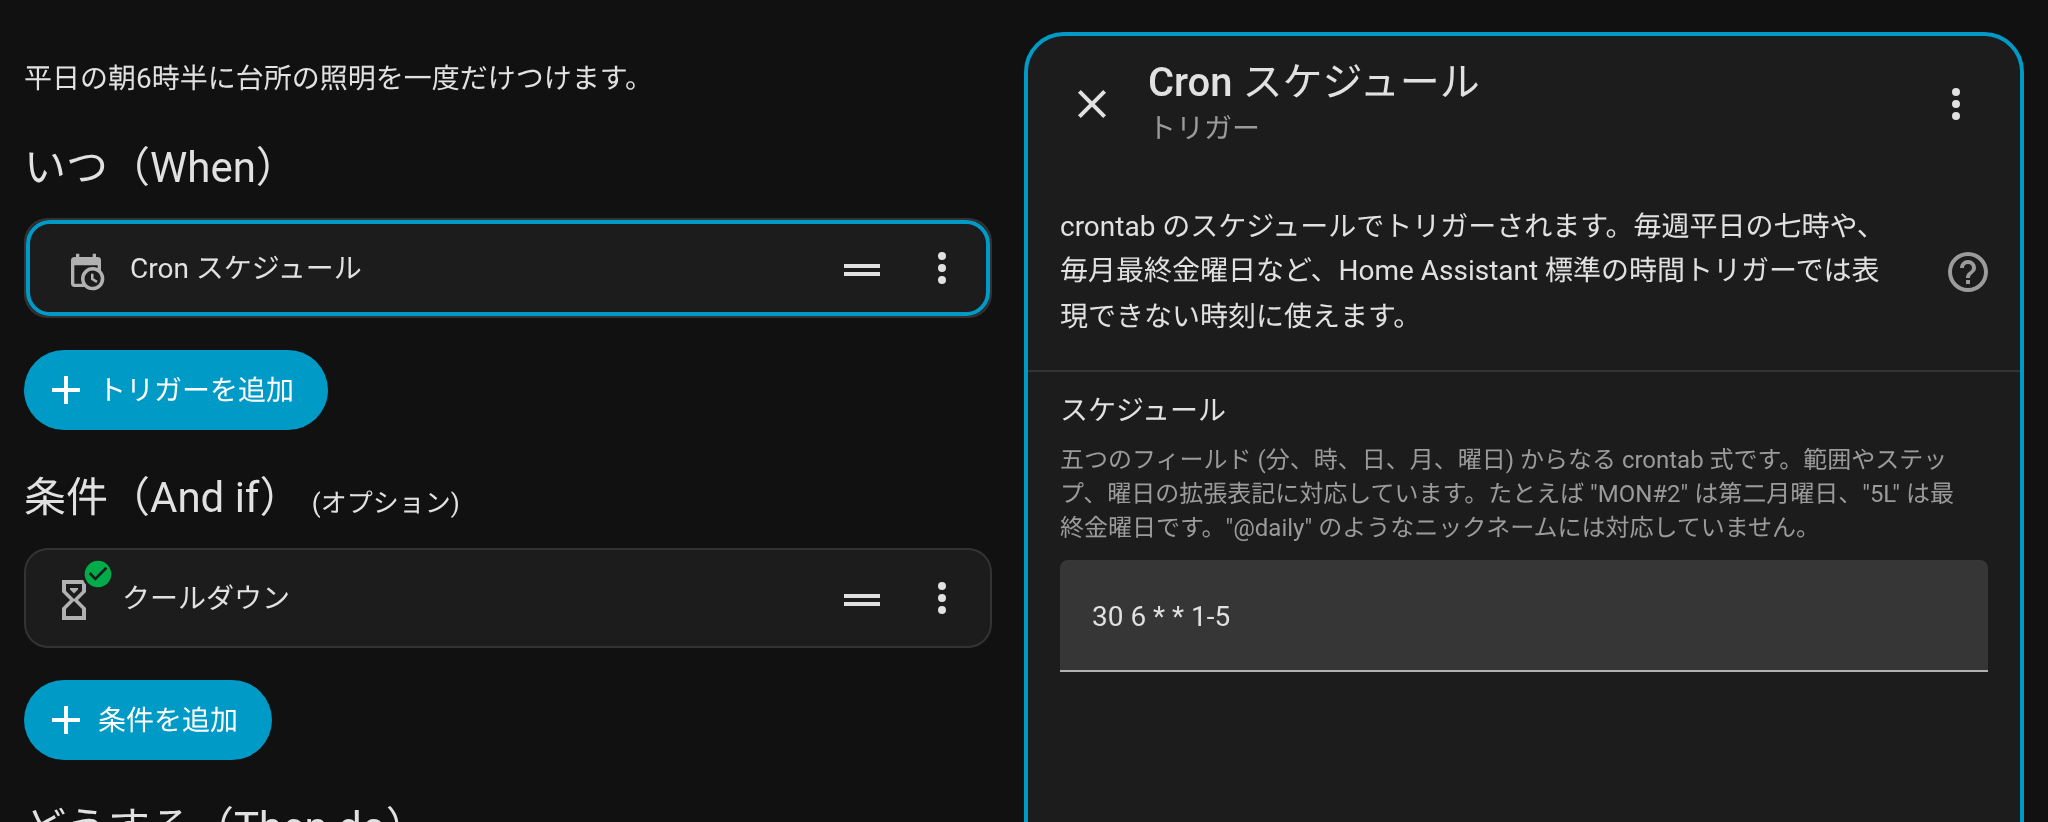 平日の朝6時半に台所の照明を一度だけつけます。
いつ（When）
Cron スケジュール
トリガーを追加
条件（And if） (オプション)
クールダウン
条件を追加
どうする（Then do）
Cron スケジュール
トリガー
crontab のスケジュールでトリガーされます。毎週平日の七時や、
毎月最終金曜日など、Home Assistant 標準の時間トリガーでは表
現できない時刻に使えます。
スケジュール
五つのフィールド (分、時、日、月、曜日) からなる crontab 式です。範囲やステッ
プ、曜日の拡張表記に対応しています。たとえば "MON#2" は第二月曜日、"5L" は最
終金曜日です。"@daily" のようなニックネームには対応していません。
30 6 * * 1-5